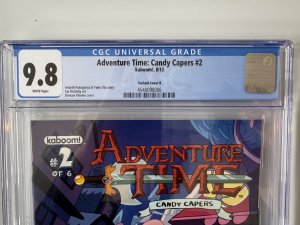 CGC UNIVERSAL GRADE
9.8
WHITE Pages
Adventure Time: Candy Capers #2
kaboom! 8/13
Variant Cover B
4540098006
kaboom!
#2
OF 6
ADVENTURE
TIME
CANDY CAPERS